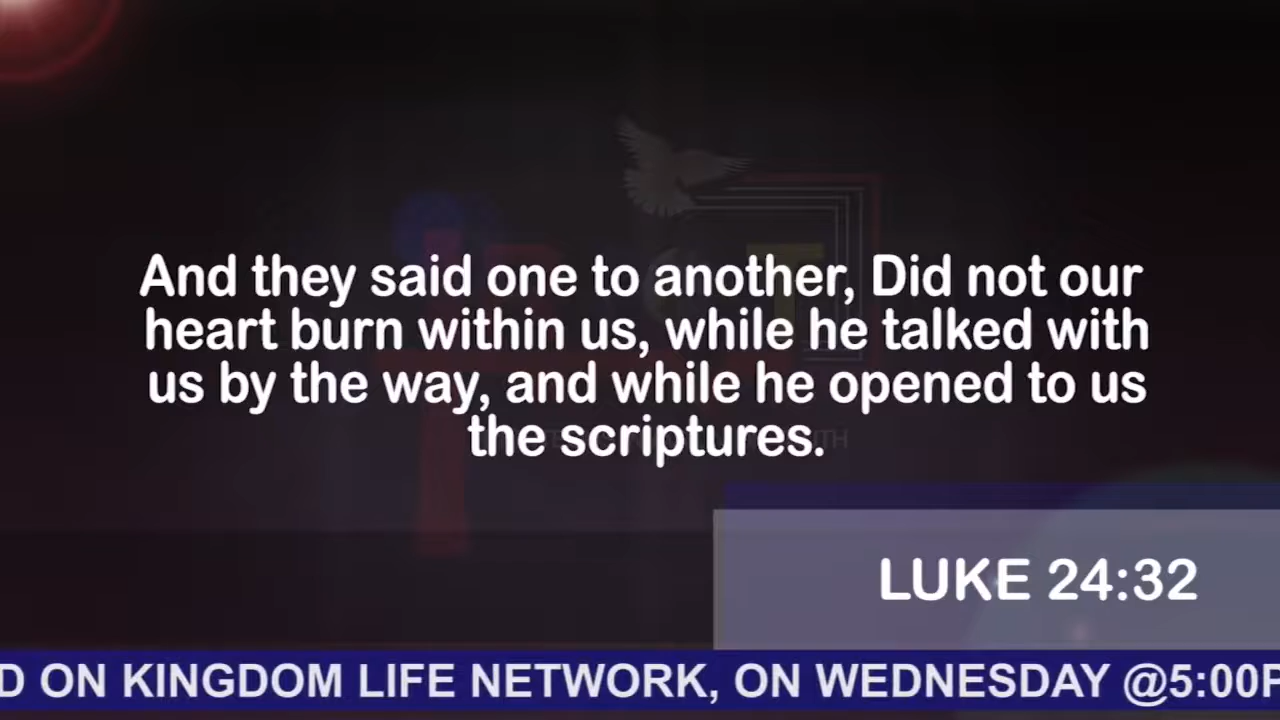 And they said one to another, Did not our
heart burn within us, while he talked with
us by the way, and while he opened to us
the scriptures.
LUKE 24:32
D ON KINGDOM LIFE NETWORK, ON WEDNESDAY @5:00P